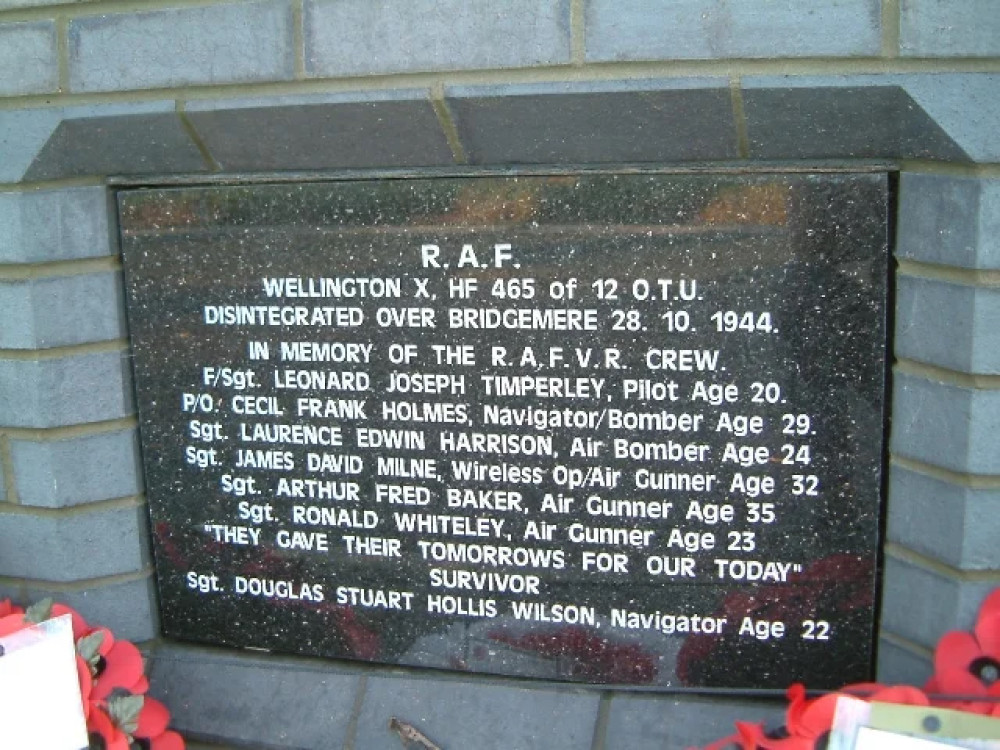 R.A.F.
WELLINGTON X, HF 465 of 12 O.T.U.
DISINTEGRATED OVER BRIDGEMERE 28. 10. 1944.
IN MEMORY OF THE R.A.F.V.R. CREW.
F/Sgt. LEONARD JOSEPH TIMPERLEY, Pilot Age 20.
P/O. CECIL FRANK HOLMES, Navigator/Bomber Age 29.
Sgt. LAURENCE EDWIN HARRISON, Air Bomber Age 24
Sgt. JAMES DAVID MILNE, Wireless Op/Air Gunner Age 32
Sgt. ARTHUR FRED BAKER, Air Gunner Age 35
Sgt. RONALD WHITELEY, Air Gunner Age 23
"THEY GAVE THEIR TOMORROWS FOR OUR TODAY"
SURVIVOR
Sgt. DOUGLAS STUART HOLLIS WILSON, Navigator Age 22